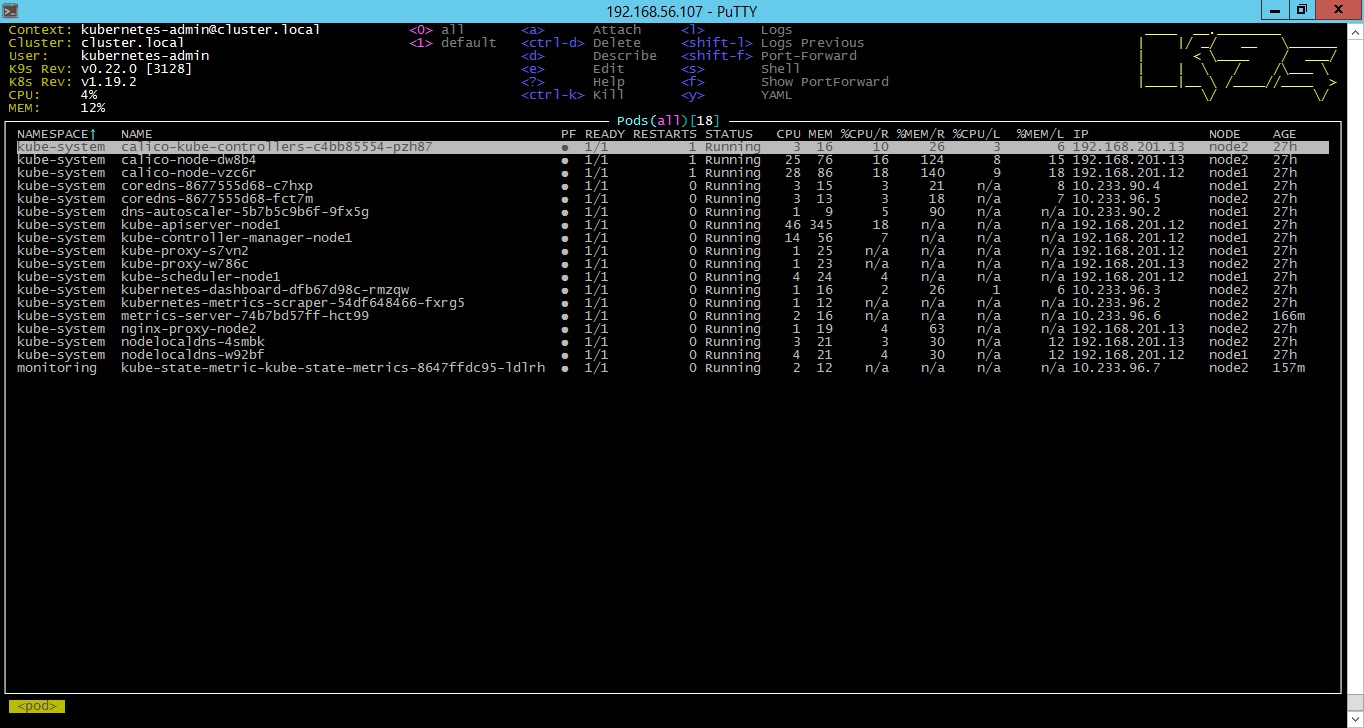 192.168.56.107 - PuTTY
Context: kubernetes-admin@cluster.local <0> all <a> Attach <l> Logs
Cluster: cluster.local <1> default <ctrl-d> Delete <shift-l> Logs Previous
User: kubernetes-admin <d> Describe <shift-f> Port-Forward
K9s Rev: v0.22.0 [3128] <e> Edit <s> Shell
K8s Rev: v1.19.2 <?> Help <f> Show PortForward
CPU: 4% <ctrl-k> Kill <y> YAML
MEM: 12%
Pods(all)[18]
NAMESPACE↑ NAME PF READY RESTARTS STATUS CPU MEM %CPU/R %MEM/R %CPU/L %MEM/L IP NODE AGE
kube-system calico-kube-controllers-c4bb85554-pzh87 ● 1/1 1 Running 3 16 10 26 3 6 192.168.201.13 node2 27h
kube-system calico-node-dw8b4 ● 1/1 1 Running 25 76 16 124 8 15 192.168.201.13 node2 27h
kube-system calico-node-vzc6r ● 1/1 1 Running 28 86 18 140 9 18 192.168.201.12 node1 27h
kube-system coredns-8677555d68-c7hxp ● 1/1 0 Running 3 15 3 21 n/a 8 10.233.90.4 node1 27h
kube-system coredns-8677555d68-fct7m ● 1/1 0 Running 3 13 3 18 n/a 7 10.233.96.5 node2 27h
kube-system dns-autoscaler-5b7b5c9b6f-9fx5g ● 1/1 0 Running 1 9 5 90 n/a n/a 10.233.90.2 node1 27h
kube-system kube-apiserver-node1 ● 1/1 0 Running 46 345 18 n/a n/a n/a 192.168.201.12 node1 27h
kube-system kube-controller-manager-node1 ● 1/1 0 Running 14 56 7 n/a n/a n/a 192.168.201.12 node1 27h
kube-system kube-proxy-s7vn2 ● 1/1 0 Running 1 25 n/a n/a n/a n/a 192.168.201.12 node1 27h
kube-system kube-proxy-w786c ● 1/1 0 Running 1 23 n/a n/a n/a n/a 192.168.201.13 node2 27h
kube-system kube-scheduler-node1 ● 1/1 0 Running 4 24 4 n/a n/a n/a 192.168.201.12 node1 27h
kube-system kubernetes-dashboard-dfb67d98c-rmzqw ● 1/1 0 Running 1 16 2 26 1 6 10.233.96.3 node2 27h
kube-system kubernetes-metrics-scraper-54df648466-fxrg5 ● 1/1 0 Running 1 12 n/a n/a n/a n/a 10.233.96.2 node2 27h
kube-system metrics-server-74b7bd57ff-hct99 ● 1/1 0 Running 2 16 n/a n/a n/a n/a 10.233.96.6 node2 166m
kube-system nginx-proxy-node2 ● 1/1 0 Running 1 19 4 63 n/a n/a 192.168.201.13 node2 27h
kube-system nodelocaldns-4smbk ● 1/1 0 Running 3 21 3 30 n/a 12 192.168.201.13 node2 27h
kube-system nodelocaldns-w92bf ● 1/1 0 Running 4 21 4 30 n/a 12 192.168.201.12 node1 27h
monitoring kube-state-metric-kube-state-metrics-8647ffdc95-ldlrh ● 1/1 0 Running 2 12 n/a n/a n/a n/a 10.233.96.7 node2 157m
<pod>